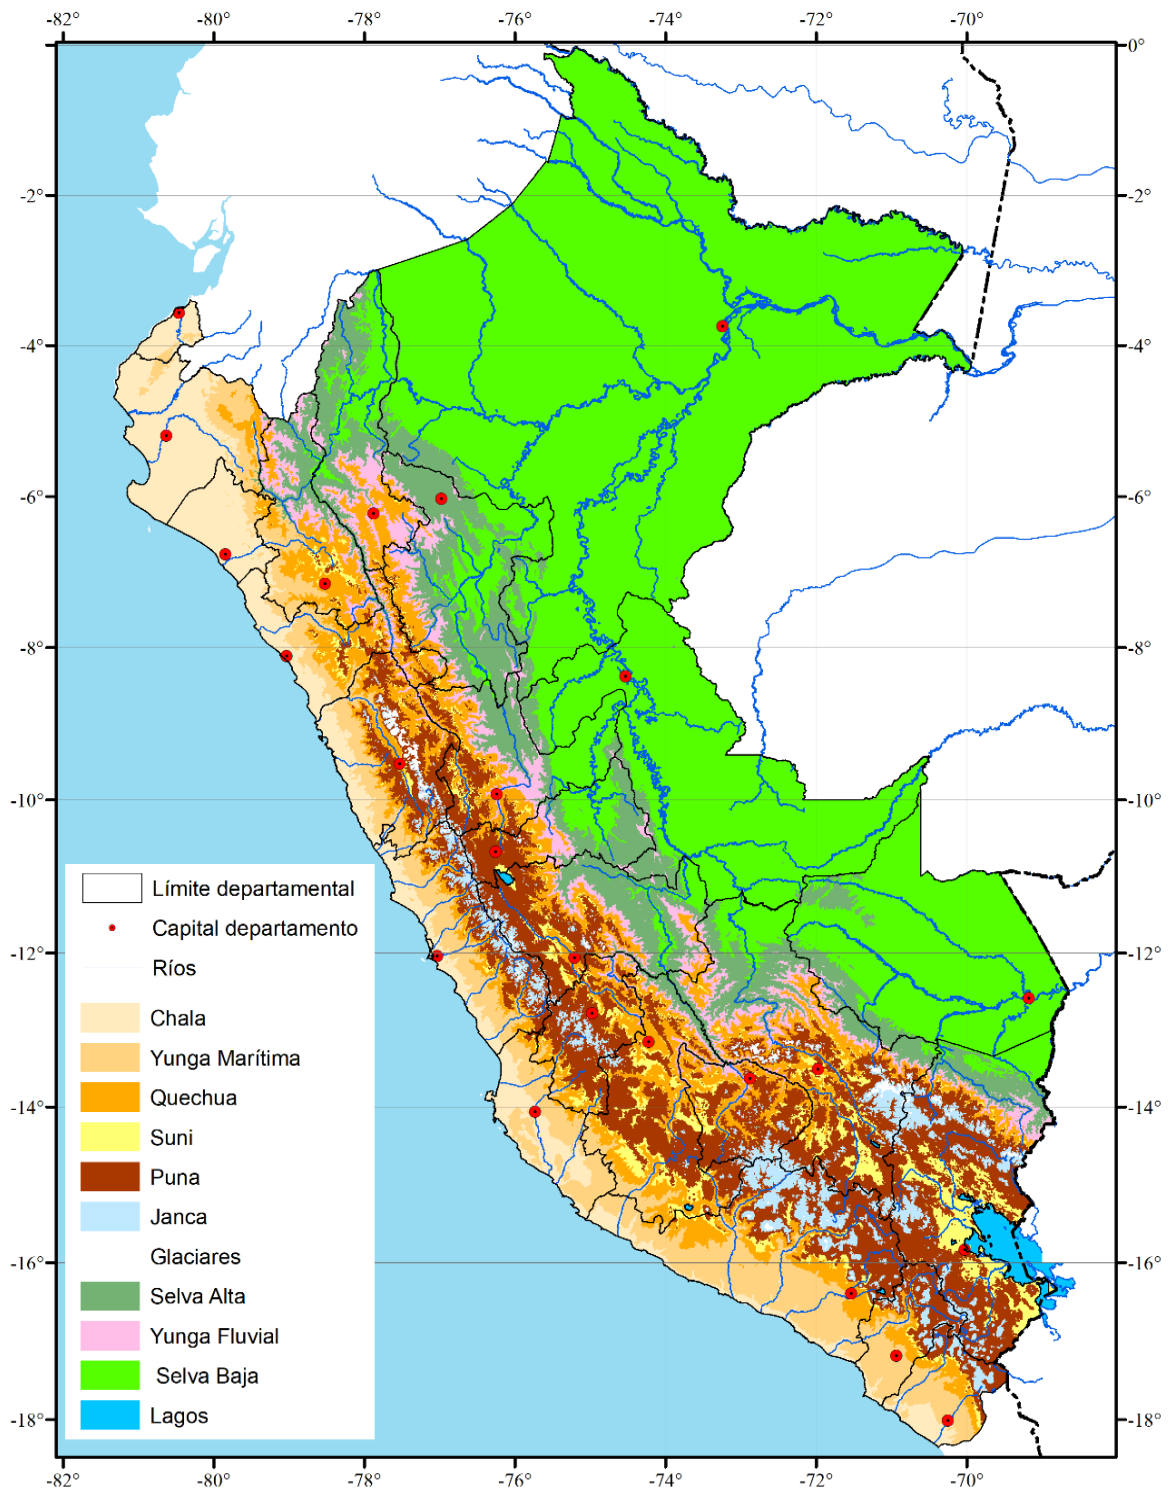 -82° -80° -78° -76° -74° -72° -70°
0° 
-2° -2°
-4° -4°
-6° -6°
-8° -8°
-10° -10°
Límite departamental
Capital departamento
Ríos
Chala
Yunga Marítima
Quechua
Suni
Puna
Janca
Glaciares
Selva Alta
Yunga Fluvial
Selva Baja
Lagos
-12° -12°
-14° -14°
-16° -16°
-18° -18°
-82° -80° -78° -76° -74° -72° -70°